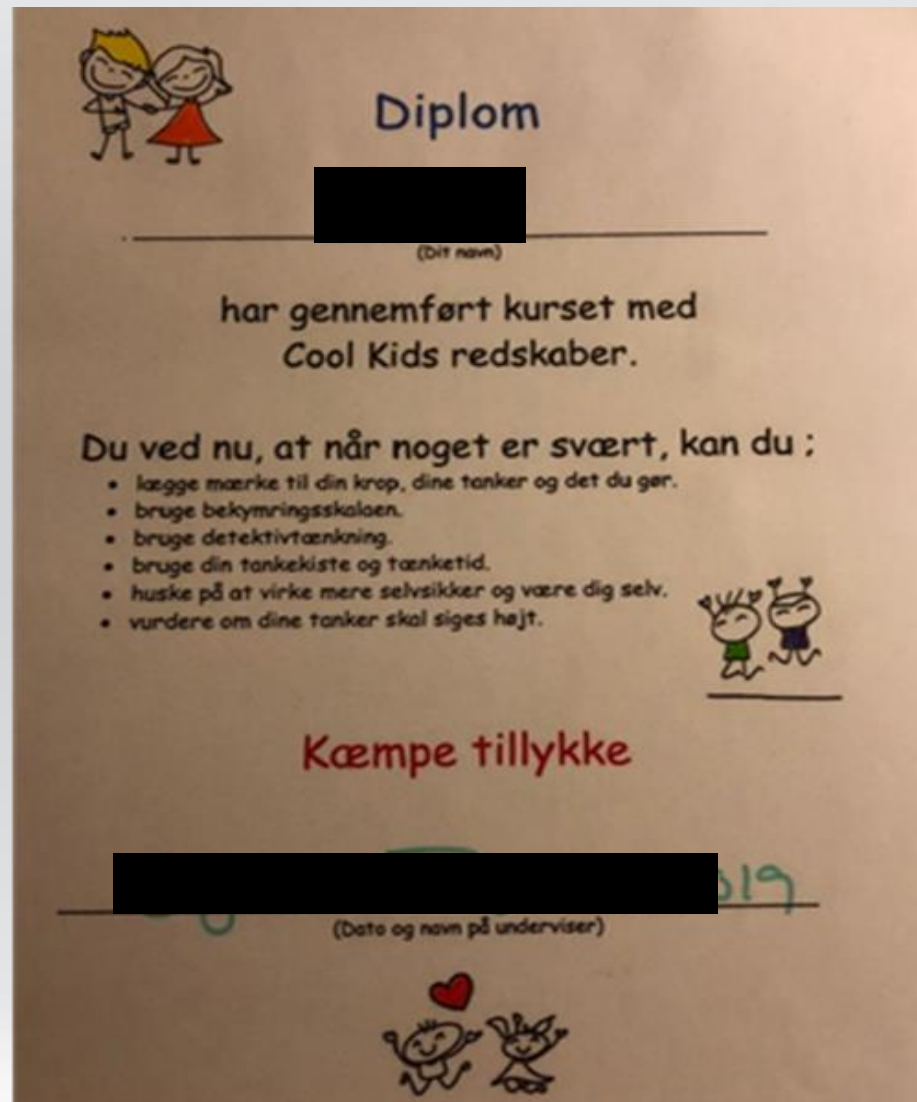 Diplom
(Dit navn)
har gennemført kurset med
Cool Kids redskaber.
Du ved nu, at når noget er svært, kan du ;
• lægge mærke til din krop, dine tanker og det du gør.
• bruge bekymringsskalaen.
• bruge detektivtænkning.
• bruge din tankekiste og tænketid.
• huske på at virke mere selvsikker og være dig selv.
• vurdere om dine tanker skal siges højt.
Kæmpe tillykke
(Dato og navn på underviser)